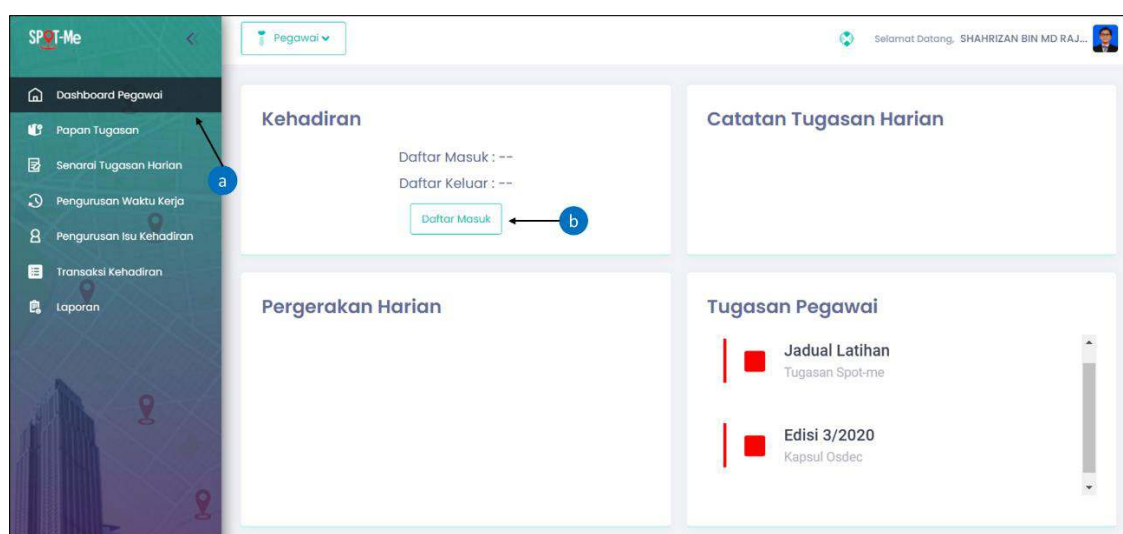 SPOT-Me
Pegawai
Selamat Datang, SHAHRIZAN BIN MD RAJ...
Dashboard Pegawai
Papan Tugasan
Senarai Tugasan Harian
Pengurusan Waktu Kerja
Pengurusan Isu Kehadiran
Transaksi Kehadiran
Laporan
a
Kehadiran
Daftar Masuk : --
Daftar Keluar : --
Daftar Masuk
b
Catatan Tugasan Harian
Pergerakan Harian
Tugasan Pegawai
Jadual Latihan
Tugasan Spot-me
Edisi 3/2020
Kapsul Osdec